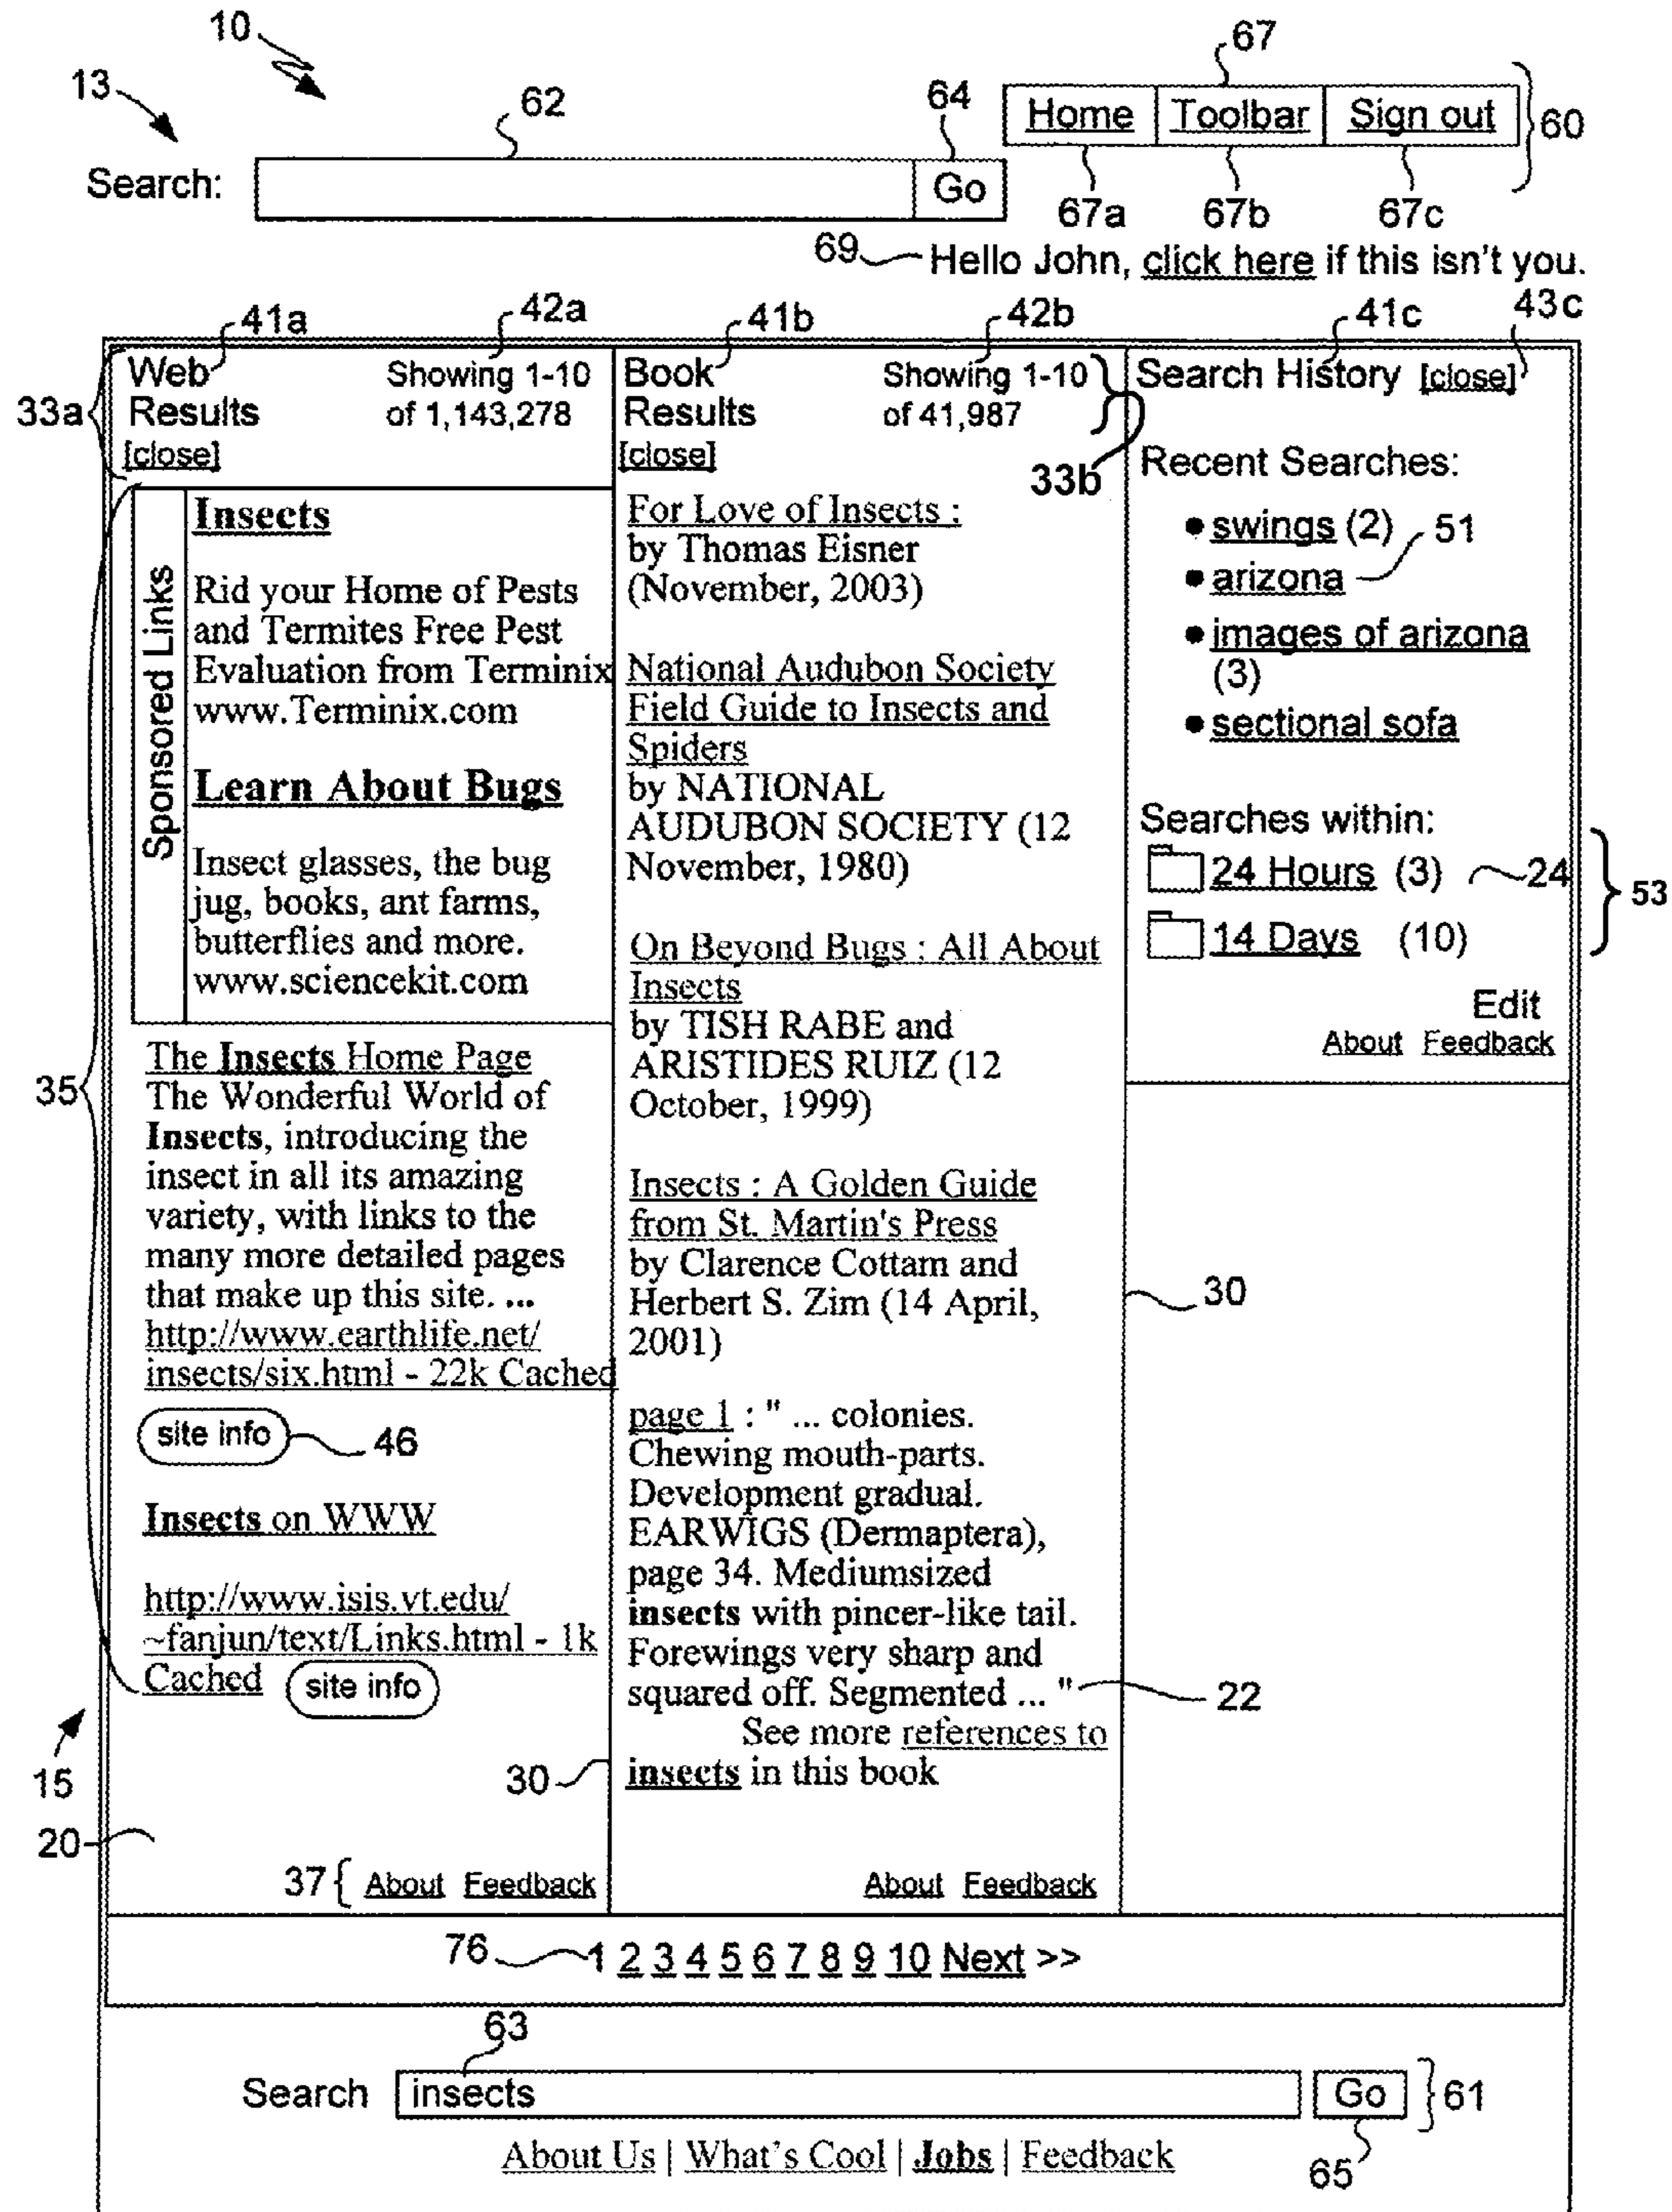 10
67
13
62
64
Home Toolbar Sign out
60
Search:
Go
67a 67b 67c
69 Hello John, click here if this isn't you.
41a 42a 41b 42b 41c 43c
33a
Web
Results
[close]
Showing 1-10
of 1,143,278
Book
Results
[close]
Showing 1-10
of 41,987
33b
Search History [close]
35
Sponsored Links
Insects
Rid your Home of Pests
and Termites Free Pest
Evaluation from Terminix
www.Terminix.com
Learn About Bugs
Insect glasses, the bug
jug, books, ant farms,
butterflies and more.
www.sciencekit.com
The Insects Home Page
The Wonderful World of
Insects, introducing the
insect in all its amazing
variety, with links to the
many more detailed pages
that make up this site. ...
http://www.earthlife.net/
insects/six.html - 22k Cached
site info 46
Insects on WWW
http://www.isis.vt.edu/
~fanjun/text/Links.html - 1k
Cached site info
15
20
30
37 About Feedback
For Love of Insects :
by Thomas Eisner
(November, 2003)
National Audubon Society
Field Guide to Insects and
Spiders
by NATIONAL
AUDUBON SOCIETY (12
November, 1980)
On Beyond Bugs : All About
Insects
by TISH RABE and
ARISTIDES RUIZ (12
October, 1999)
Insects : A Golden Guide
from St. Martin's Press
by Clarence Cottam and
Herbert S. Zim (14 April,
2001)
page 1 : " ... colonies.
Chewing mouth-parts.
Development gradual.
EARWIGS (Dermaptera),
page 34. Mediumsized
insects with pincer-like tail.
Forewings very sharp and
squared off. Segmented ... "
22
See more references to
insects in this book
About Feedback
Recent Searches:
• swings (2)
51
• arizona
• images of arizona
(3)
• sectional sofa
Searches within:
24 Hours (3) 24
53
14 Days (10)
Edit
About Feedback
30
76 1 2 3 4 5 6 7 8 9 10 Next >>
63
Search insects Go 61
About Us | What's Cool | Jobs | Feedback
65